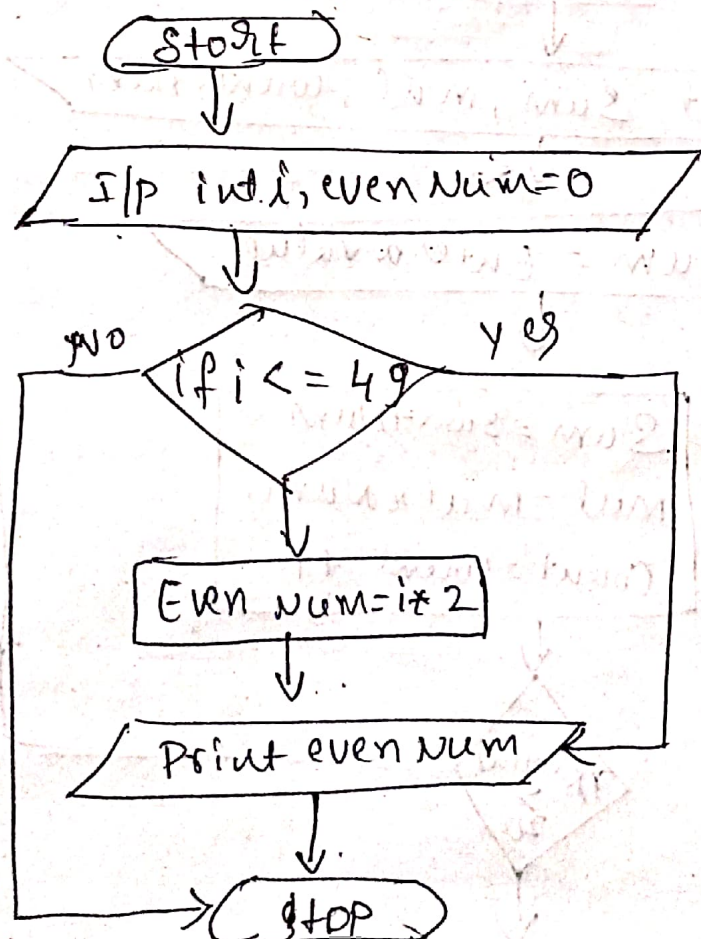 Start
I/p int i, even Num=0
No
Yes
if i <= 49
Even Num=i*2
Print even Num
Stop